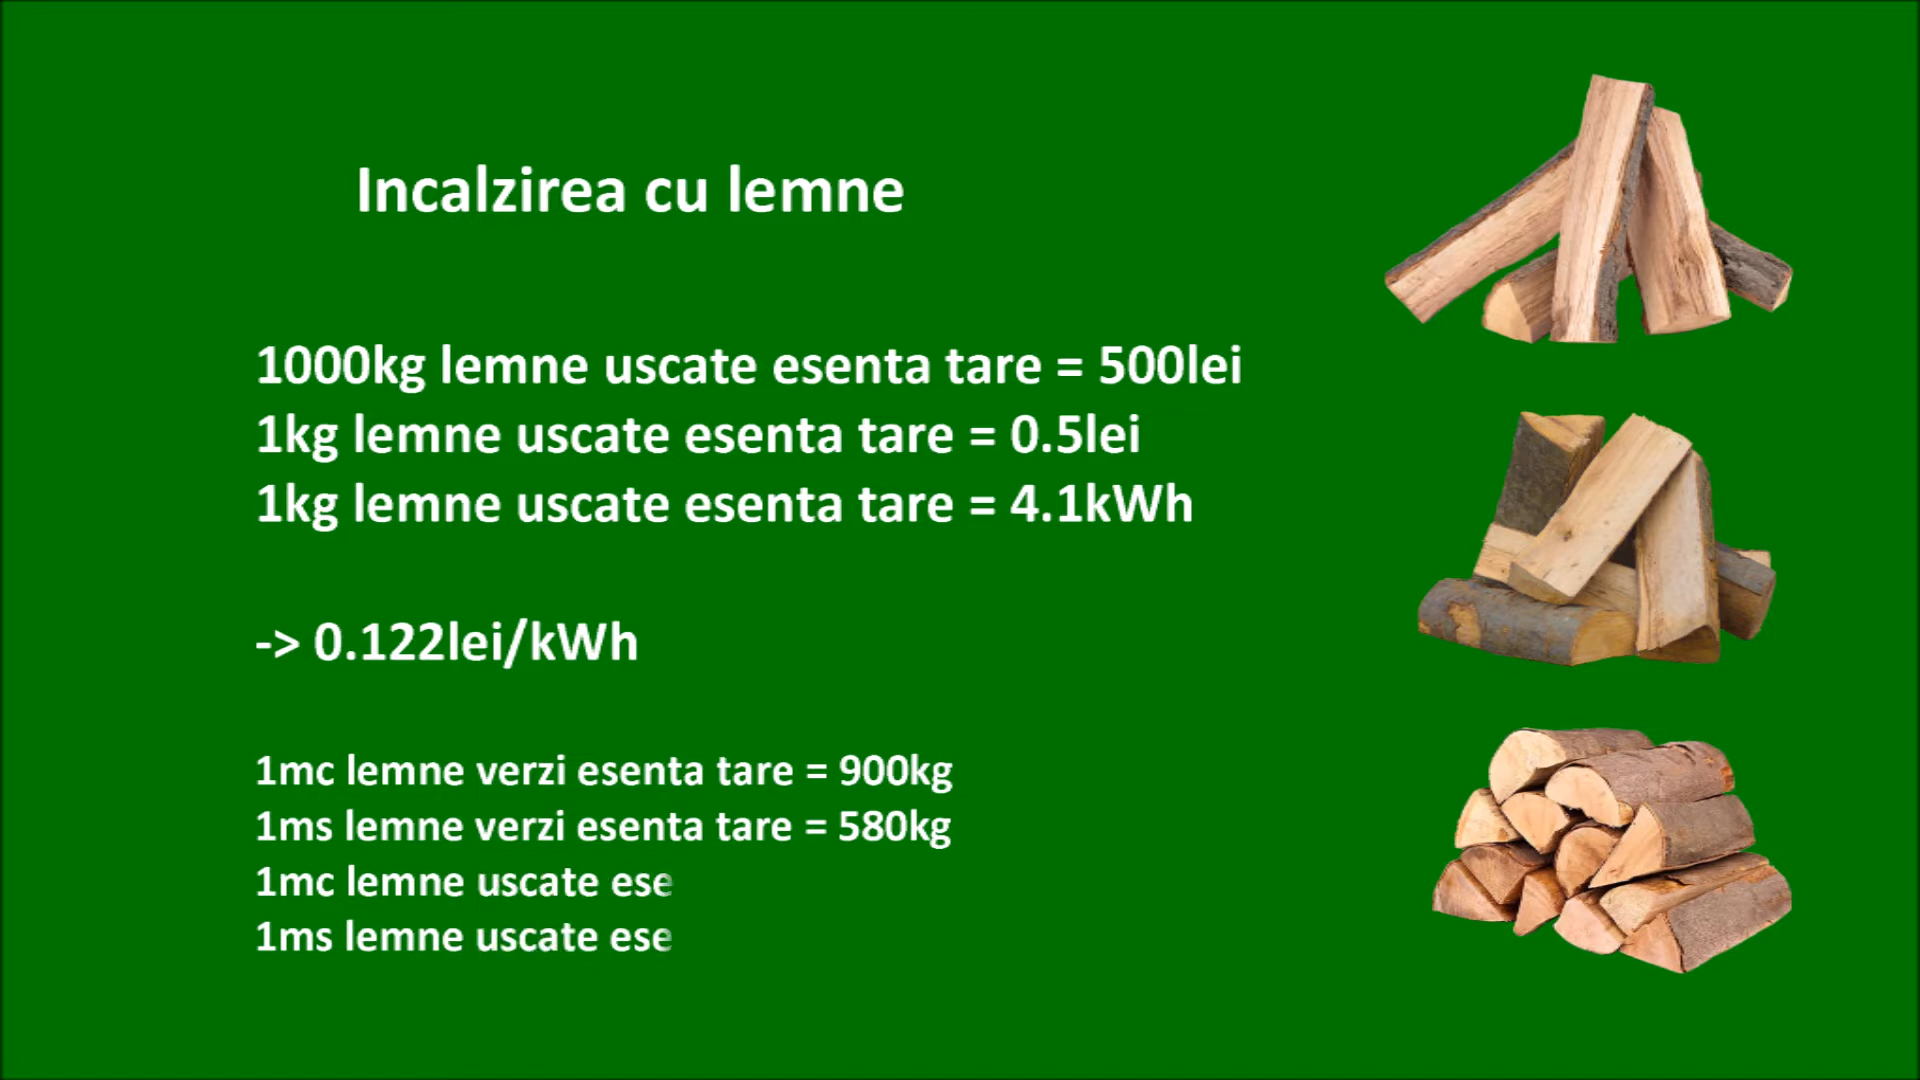 Incalzirea cu lemne
1000kg lemne uscate esenta tare = 500lei
1kg lemne uscate esenta tare = 0.5lei
1kg lemne uscate esenta tare = 4.1kWh
-> 0.122lei/kWh
1mc lemne verzi esenta tare = 900kg
1ms lemne verzi esenta tare = 580kg
1mc lemne uscate ese
1ms lemne uscate ese